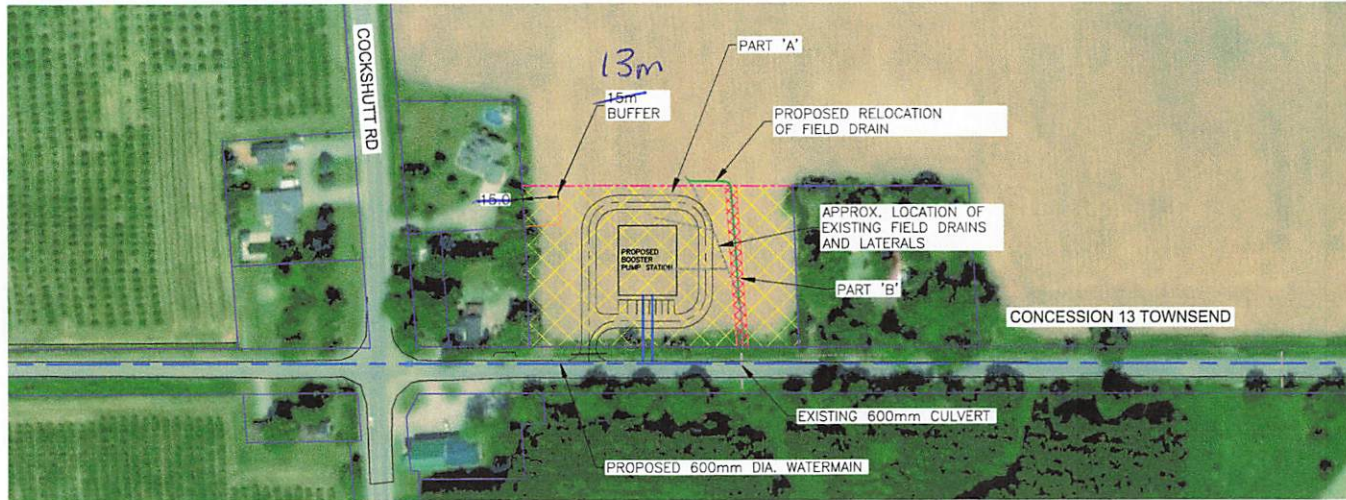 COCKSHUTT RD
13m
15m
BUFFER
15.0
PART 'A'
PROPOSED RELOCATION
OF FIELD DRAIN
APPROX. LOCATION OF
EXISTING FIELD DRAINS
AND LATERALS
PROPOSED
BOOSTER
PUMP STATION
PART 'B'
CONCESSION 13 TOWNSEND
EXISTING 600mm CULVERT
PROPOSED 600mm DIA. WATERMAIN